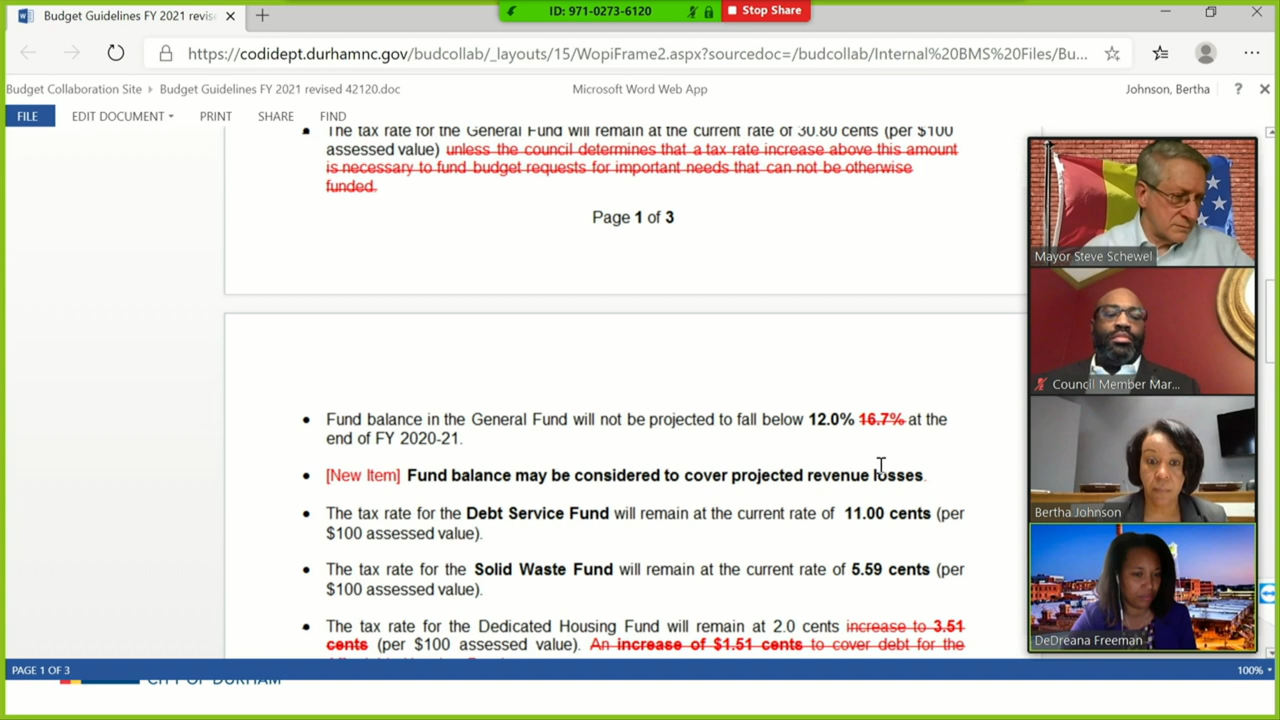 ID: 971-0273-6120 Stop Share
Budget Guidelines FY 2021 revise
https://codidept.durhamnc.gov/budcollab/_layouts/15/WopiFrame2.aspx?sourcedoc=/budcollab/Internal%20BMS%20Files/Bu...
Budget Collaboration Site Budget Guidelines FY 2021 revised 42120.doc Microsoft Word Web App Johnson, Bertha ?
FILE EDIT DOCUMENT PRINT SHARE FIND
• The tax rate for the General Fund will remain at the current rate of 30.80 cents (per $100
assessed value) unless the council determines that a tax rate increase above this amount
is necessary to fund budget requests for important needs that can not be otherwise
funded.
Page 1 of 3
• Fund balance in the General Fund will not be projected to fall below 12.0% 16.7% at the
end of FY 2020-21.
• [New Item] Fund balance may be considered to cover projected revenue losses.
• The tax rate for the Debt Service Fund will remain at the current rate of 11.00 cents (per
$100 assessed value).
• The tax rate for the Solid Waste Fund will remain at the current rate of 5.59 cents (per
$100 assessed value).
• The tax rate for the Dedicated Housing Fund will remain at 2.0 cents increase to 3.51
cents (per $100 assessed value). An increase of $1.51 cents to cover debt for the
Mayor Steve Schewel
Council Member Mar...
Bertha Johnson
DeDreana Freeman
PAGE 1 OF 3 100%
CITY OF DURHAM